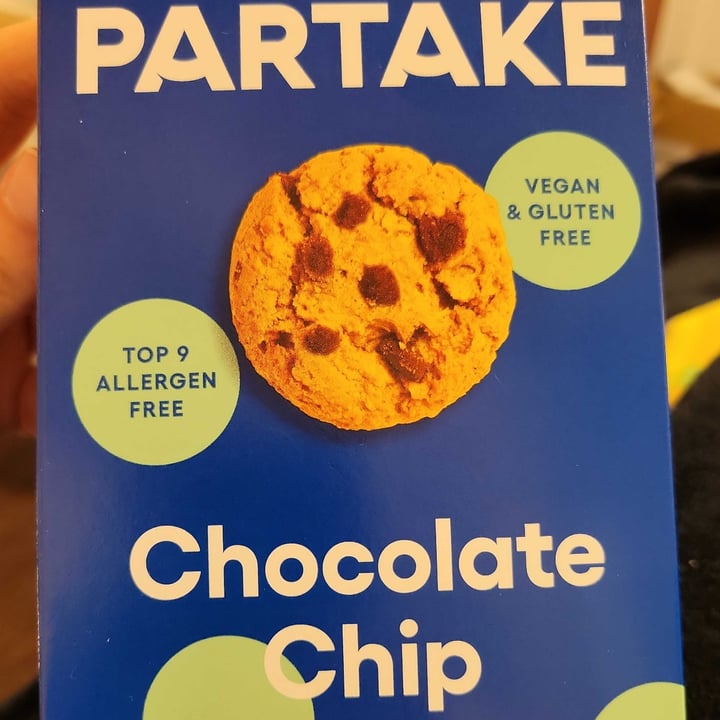 PARTAKE
VEGAN
& GLUTEN
FREE
TOP 9
ALLERGEN
FREE
Chocolate
Chip